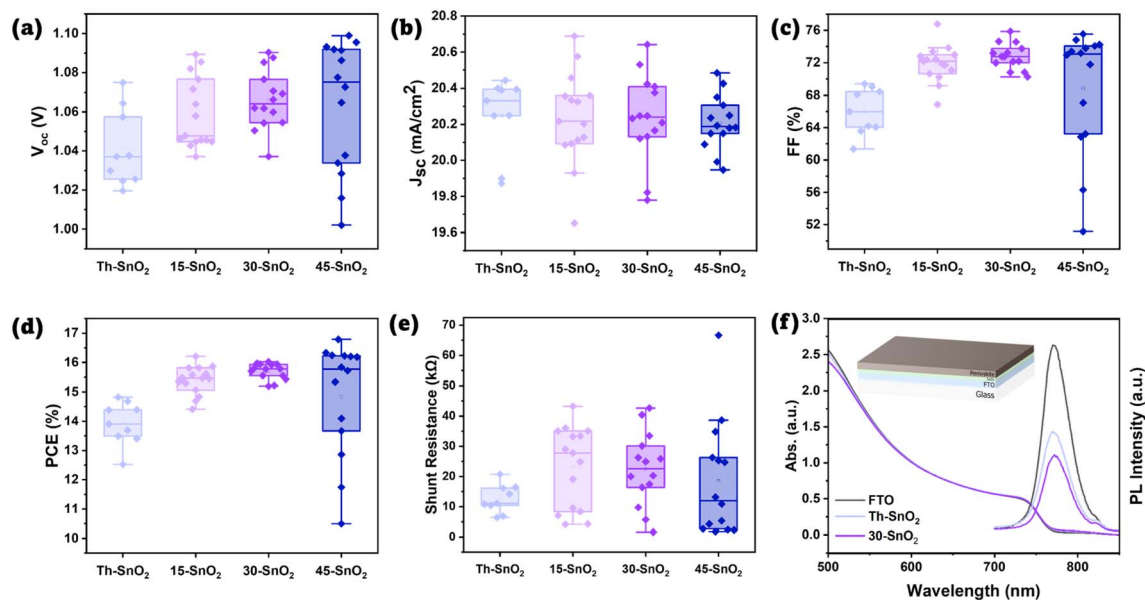 (a)
V_oc (V)
1.10
1.08
1.06
1.04
1.02
1.00
Th-SnO₂ 15-SnO₂ 30-SnO₂ 45-SnO₂
(b)
J_SC (mA/cm²)
20.8
20.6
20.4
20.2
20.0
19.8
19.6
Th-SnO₂ 15-SnO₂ 30-SnO₂ 45-SnO₂
(c)
FF (%)
76
72
68
64
60
56
52
Th-SnO₂ 15-SnO₂ 30-SnO₂ 45-SnO₂
(d)
PCE (%)
17
16
15
14
13
12
11
10
Th-SnO₂ 15-SnO₂ 30-SnO₂ 45-SnO₂
(e)
Shunt Resistance (kΩ)
70
60
50
40
30
20
10
0
Th-SnO₂ 15-SnO₂ 30-SnO₂ 45-SnO₂
(f)
Abs. (a.u.)
3.0
2.5
2.0
1.5
1.0
0.5
0.0
Perovskite
FTO
Glass
FTO
Th-SnO₂
30-SnO₂
PL Intensity (a.u.)
500 600 700 800
Wavelength (nm)